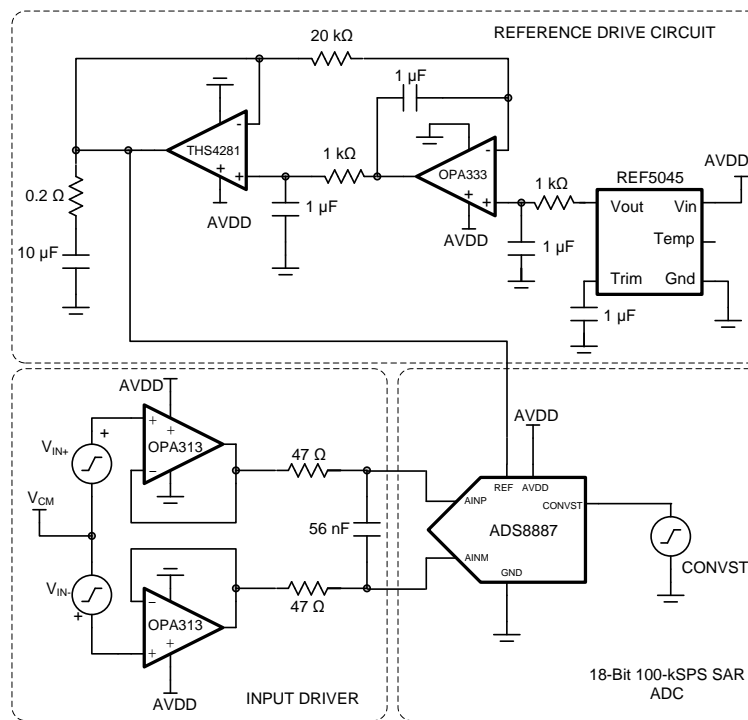 REFERENCE DRIVE CIRCUIT
20 kΩ
1 µF
-
THS4281
+
+
AVDD
1 kΩ
1 µF
-
OPA333
+
+
AVDD
1 kΩ
1 µF
REF5045
AVDD
Vout
Vin
Temp
Trim
Gnd
1 µF
0.2 Ω
10 µF
AVDD
+
+
OPA313
−
+
VIN+
VCM
VIN-
+
47 Ω
56 nF
47 Ω
−
OPA313
+
+
AVDD
INPUT DRIVER
AVDD
REF
AVDD
AINP
CONVST
ADS8887
AINM
GND
CONVST
18-Bit 100-kSPS SAR
ADC